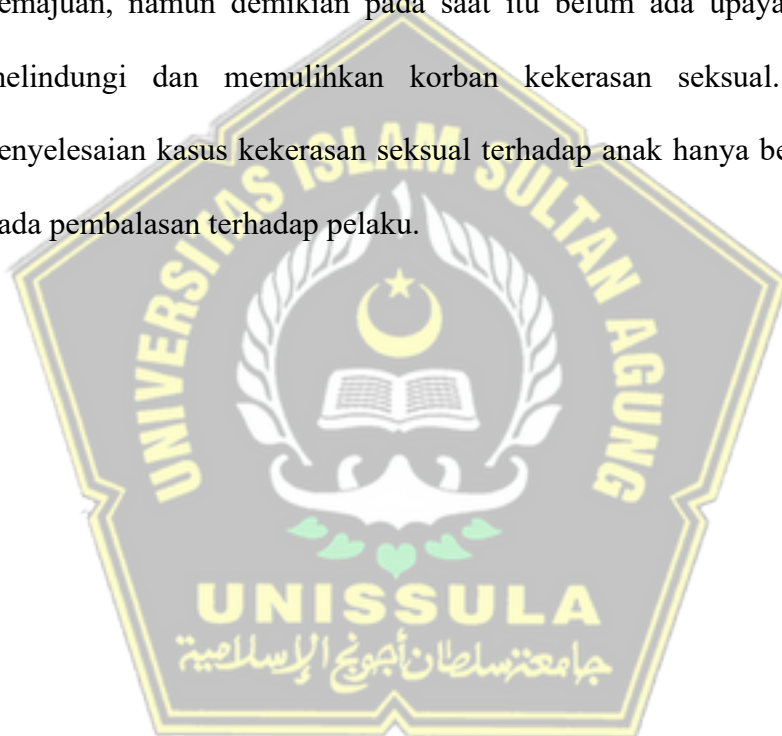 emajuan, namun demikian pada saat itu belum ada upaya
nelindungi dan memulihkan korban kekerasan seksual.
enyelesaian kasus kekerasan seksual terhadap anak hanya be
ada pembalasan terhadap pelaku.
UNIVERSITAS ISLAM SULTAN AGUNG
UNISSULA
جامعة سلطان أجونج الإسلامية